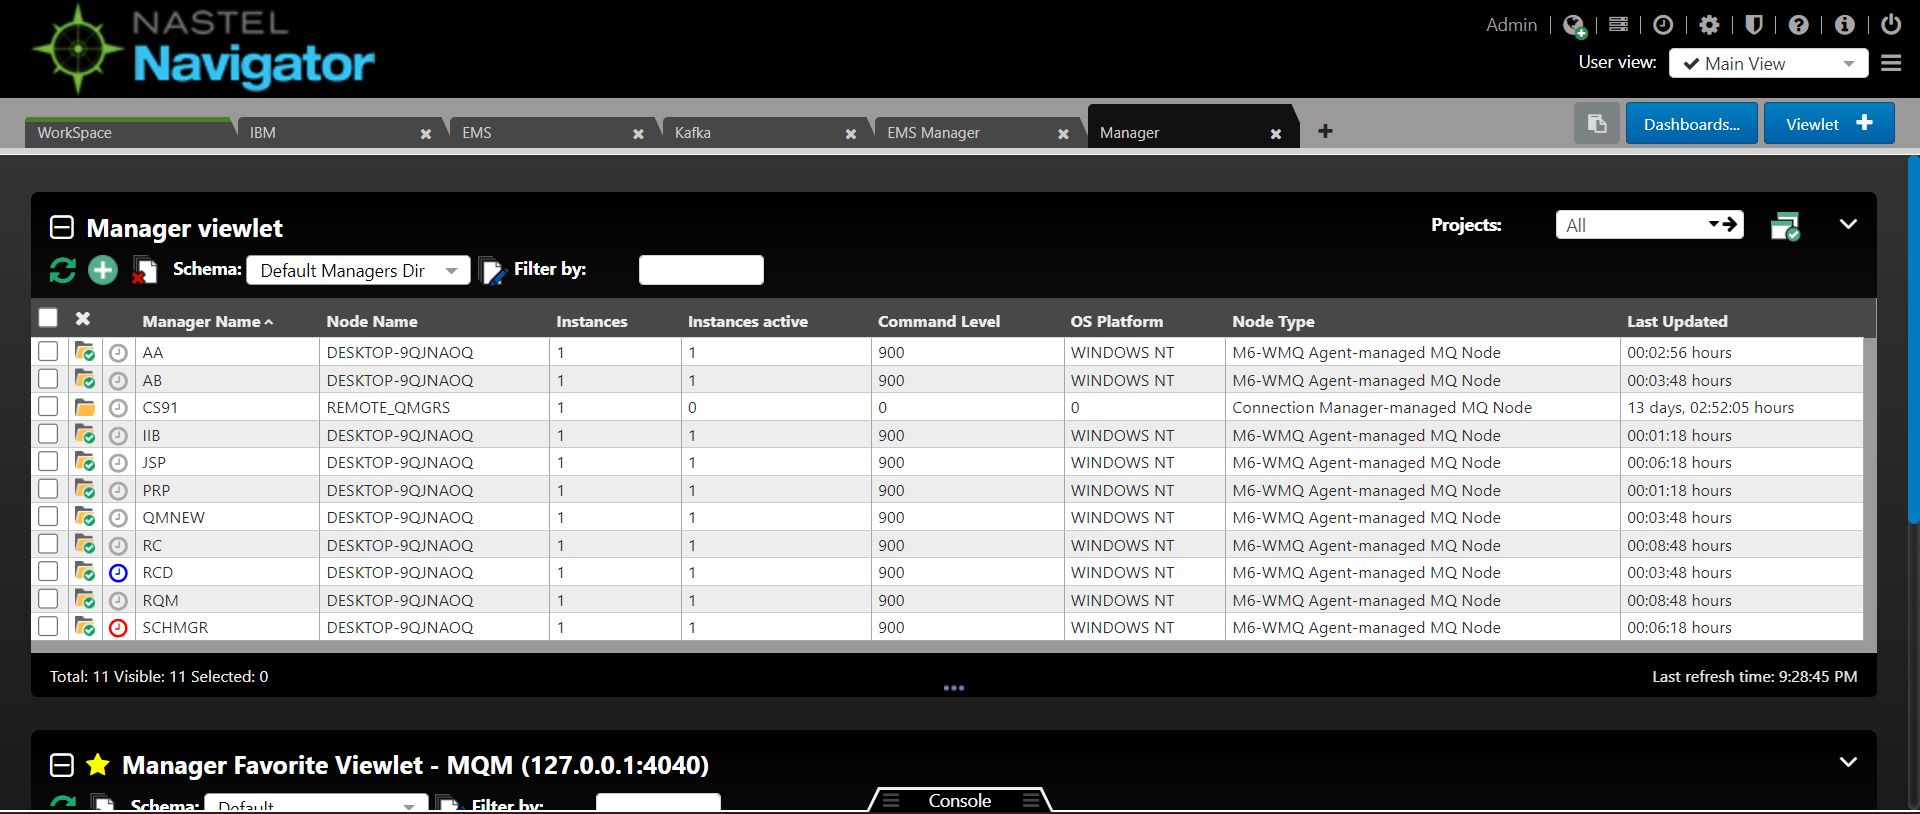 NASTEL
Navigator
Admin
User view: Main View
WorkSpace IBM EMS Kafka EMS Manager Manager
Dashboards... Viewlet
Manager viewlet
Projects: All
Schema: Default Managers Dir Filter by:
Manager Name Node Name Instances Instances active Command Level OS Platform Node Type Last Updated
AA DESKTOP-9QJNAOQ 1 1 900 WINDOWS NT M6-WMQ Agent-managed MQ Node 00:02:56 hours
AB DESKTOP-9QJNAOQ 1 1 900 WINDOWS NT M6-WMQ Agent-managed MQ Node 00:03:48 hours
CS91 REMOTE_QMGRS 1 0 0 0 Connection Manager-managed MQ Node 13 days, 02:52:05 hours
IIB DESKTOP-9QJNAOQ 1 1 900 WINDOWS NT M6-WMQ Agent-managed MQ Node 00:01:18 hours
JSP DESKTOP-9QJNAOQ 1 1 900 WINDOWS NT M6-WMQ Agent-managed MQ Node 00:06:18 hours
PRP DESKTOP-9QJNAOQ 1 1 900 WINDOWS NT M6-WMQ Agent-managed MQ Node 00:01:18 hours
QMNEW DESKTOP-9QJNAOQ 1 1 900 WINDOWS NT M6-WMQ Agent-managed MQ Node 00:03:48 hours
RC DESKTOP-9QJNAOQ 1 1 900 WINDOWS NT M6-WMQ Agent-managed MQ Node 00:08:48 hours
RCD DESKTOP-9QJNAOQ 1 1 900 WINDOWS NT M6-WMQ Agent-managed MQ Node 00:03:48 hours
RQM DESKTOP-9QJNAOQ 1 1 900 WINDOWS NT M6-WMQ Agent-managed MQ Node 00:08:48 hours
SCHMGR DESKTOP-9QJNAOQ 1 1 900 WINDOWS NT M6-WMQ Agent-managed MQ Node 00:06:18 hours
Total: 11 Visible: 11 Selected: 0
Last refresh time: 9:28:45 PM
Manager Favorite Viewlet - MQM (127.0.0.1:4040)
Schema: Default Filter by:
Console